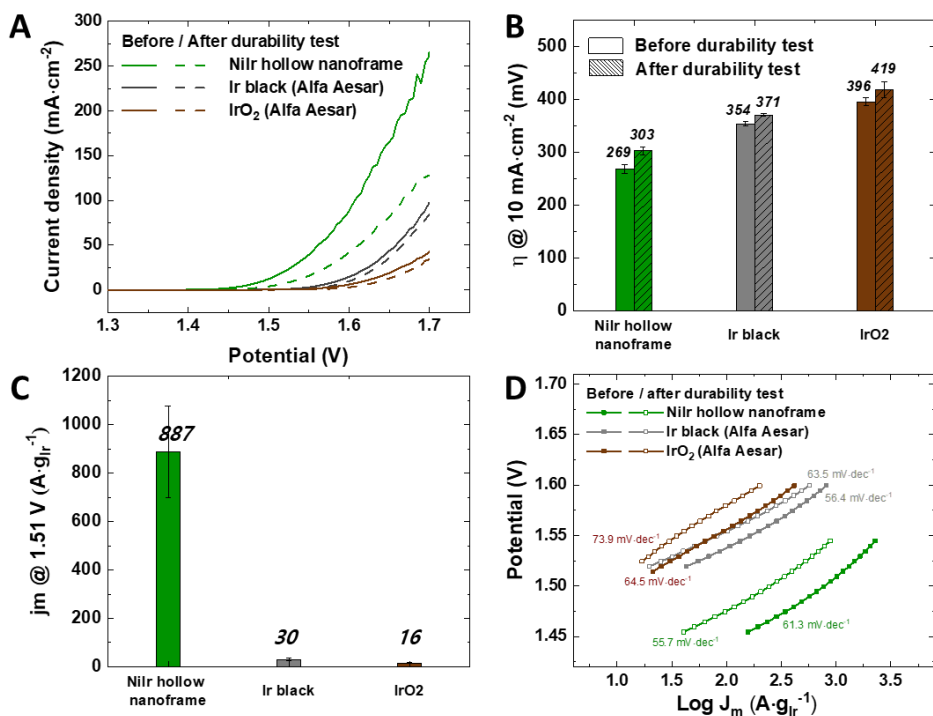 A
Before / After durability test
NiIr hollow nanoframe
Ir black (Alfa Aesar)
IrO2 (Alfa Aesar)
Current density (mA·cm-2)
300
250
200
150
100
50
0
1.3 1.4 1.5 1.6 1.7
Potential (V)
B
Before durability test
After durability test
η @ 10 mA·cm-2 (mV)
500
400
300
200
100
0
269 303
354 371
396 419
NiIr hollow
nanoframe
Ir black
IrO2
C
jm @ 1.51 V (A·gIr-1)
1200
1000
800
600
400
200
0
887
30
16
NiIr hollow
nanoframe
Ir black
IrO2
D
Before / after durability test
NiIr hollow nanoframe
Ir black (Alfa Aesar)
IrO2 (Alfa Aesar)
Potential (V)
1.70
1.65
1.60
1.55
1.50
1.45
63.5 mV·dec-1
56.4 mV·dec-1
73.9 mV·dec-1
64.5 mV·dec-1
55.7 mV·dec-1
61.3 mV·dec-1
1.0 1.5 2.0 2.5 3.0 3.5
Log Jm (A·gIr-1)